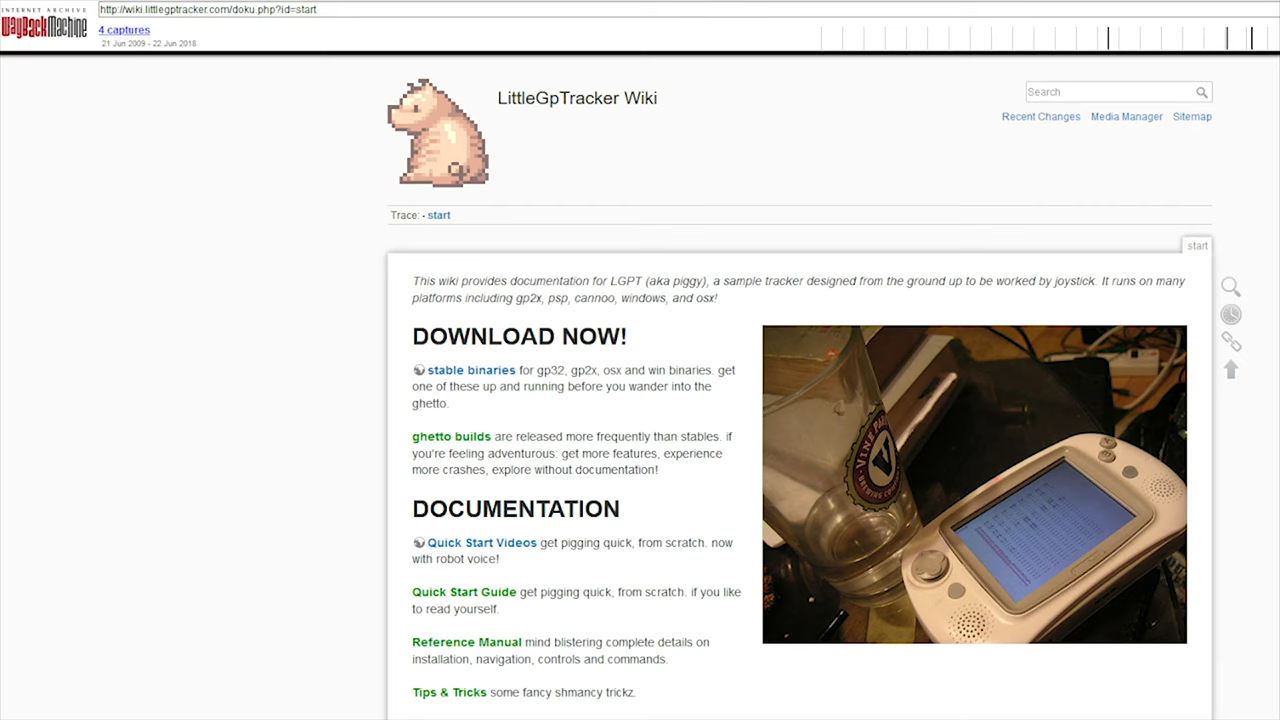 INTERNET ARCHIVE
WayBackMachine
http://wiki.littlegptracker.com/doku.php?id=start
4 captures
21 Jun 2009 - 22 Jun 2018
LittleGpTracker Wiki
Search
Recent Changes Media Manager Sitemap
Trace: • start
start
This wiki provides documentation for LGPT (aka piggy), a sample tracker designed from the ground up to be worked by joystick. It runs on many
platforms including gp2x, psp, cannoo, windows, and osx!
DOWNLOAD NOW!
stable binaries for gp32, gp2x, osx and win binaries. get
one of these up and running before you wander into the
ghetto.
ghetto builds are released more frequently than stables. if
you're feeling adventurous: get more features, experience
more crashes, explore without documentation!
DOCUMENTATION
Quick Start Videos get pigging quick, from scratch. now
with robot voice!
Quick Start Guide get pigging quick, from scratch. if you like
to read yourself.
Reference Manual mind blistering complete details on
installation, navigation, controls and commands.
Tips & Tricks some fancy shmancy trickz.
VINE PARK
V
BREWING COMPANY